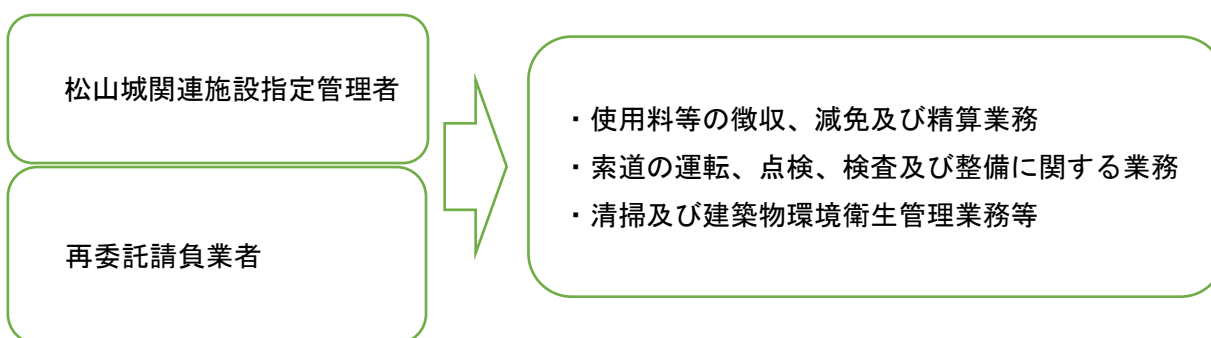 松山城関連施設指定管理者
再委託請負業者
・使用料等の徴収、減免及び精算業務
・索道の運転、点検、検査及び整備に関する業務
・清掃及び建築物環境衛生管理業務等